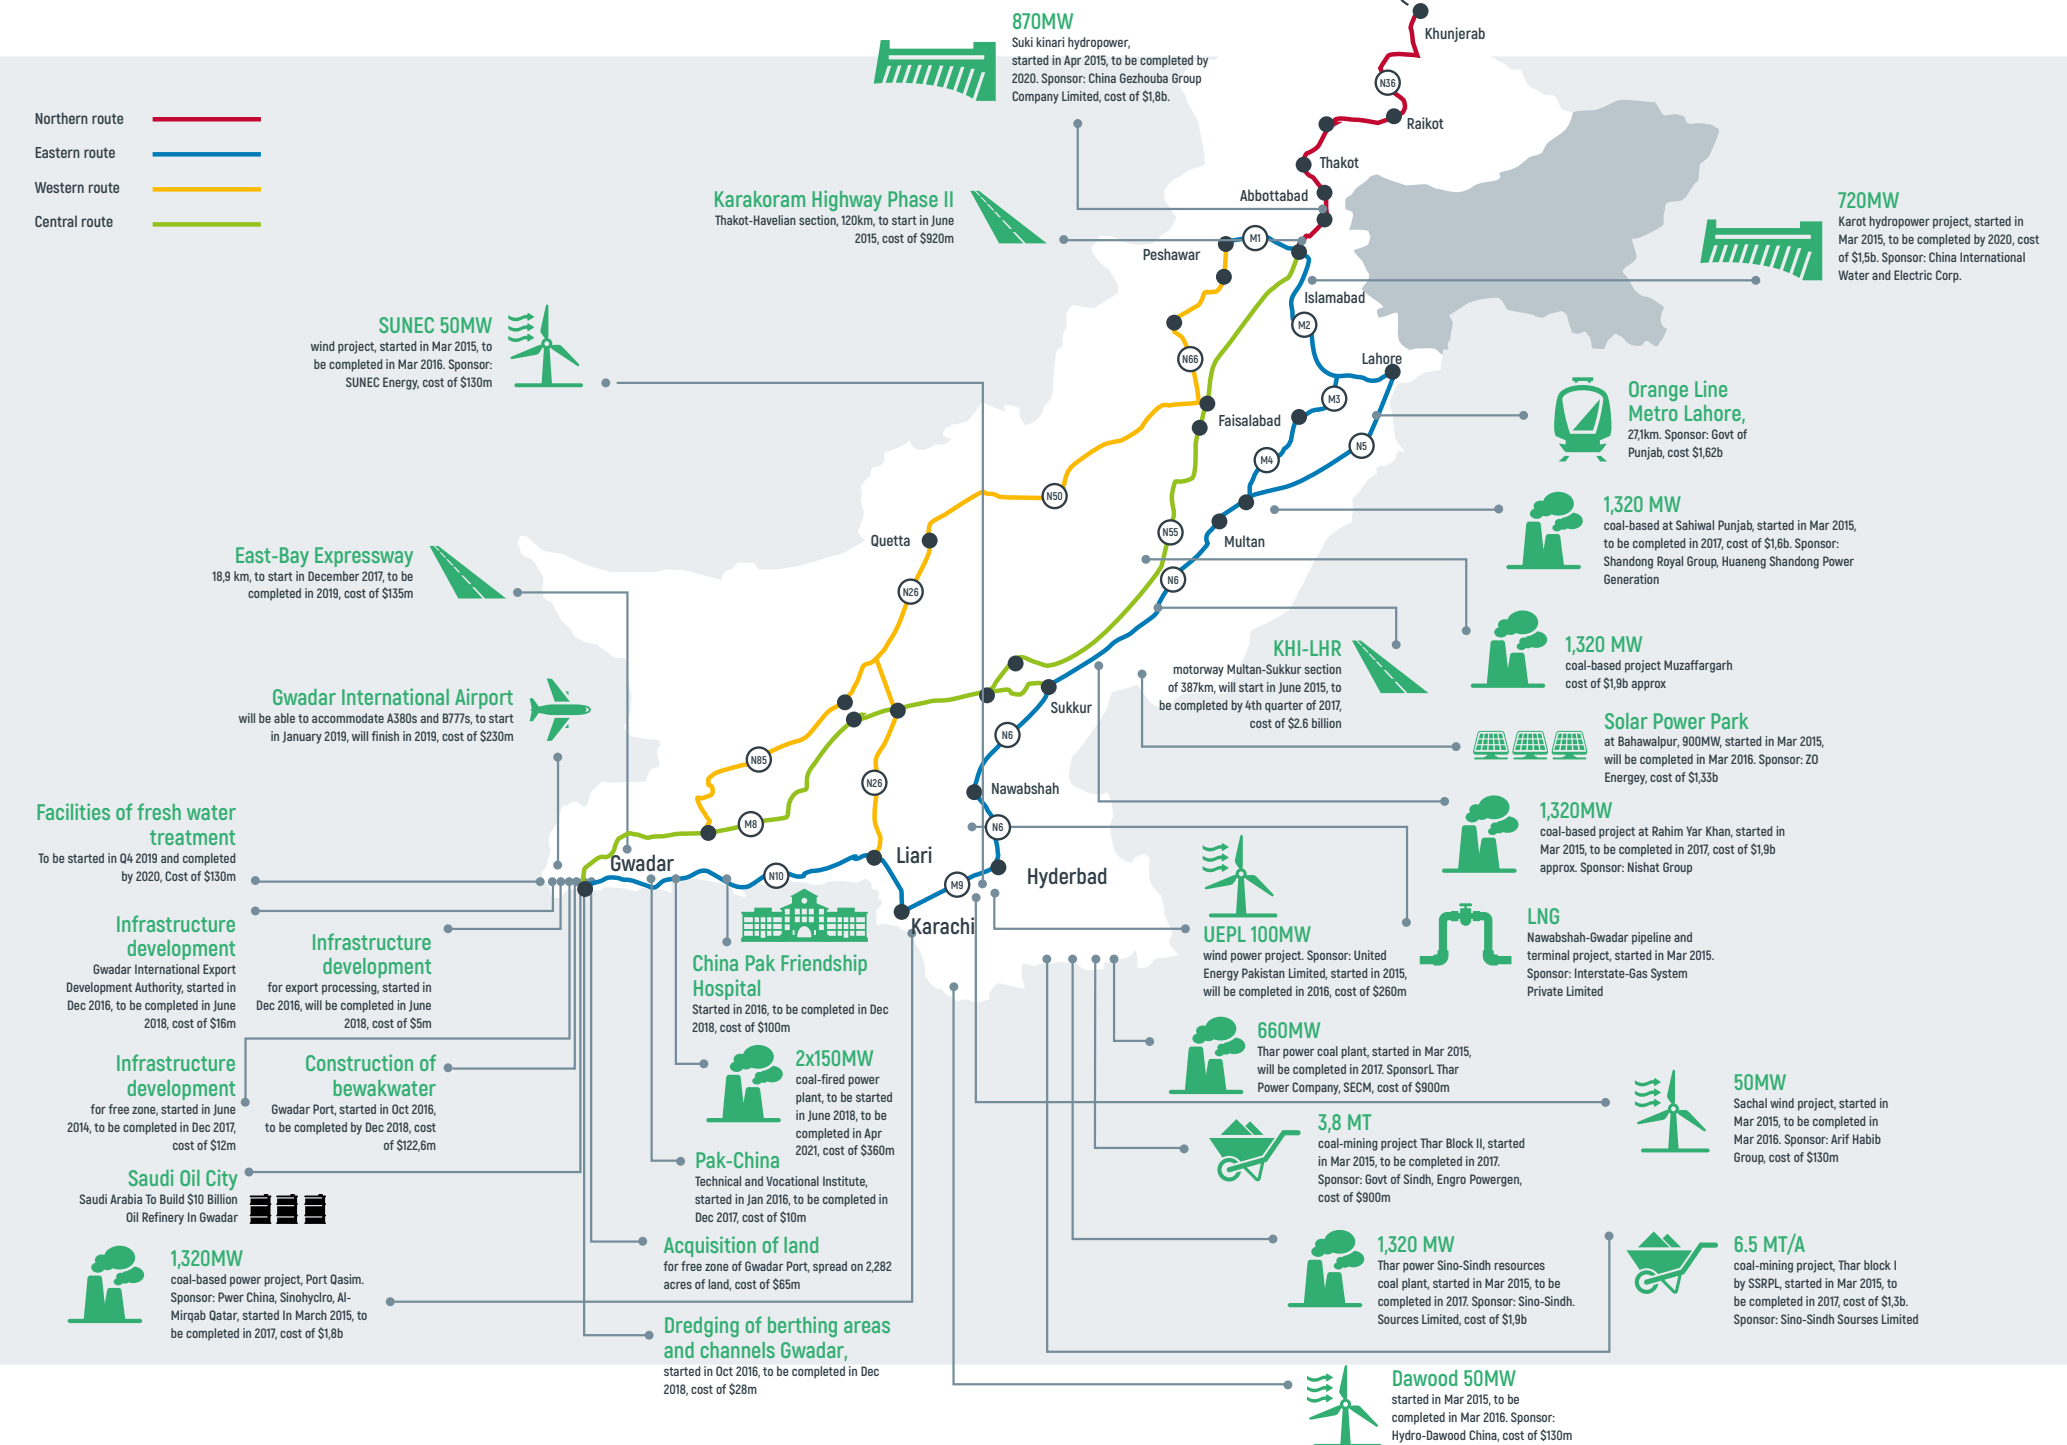 870MW
Suki kinari hydropower,
started in Apr 2015, to be completed by
2020. Sponsor: China Gezhouba Group
Company Limited, cost of $1,8b.
Khunjerab
N36
Raikot
Thakot
Abbottabad
Northern route
Eastern route
Western route
Central route
Karakoram Highway Phase II
Thakot-Havelian section, 120km, to start in June
2015, cost of $920m
M1
Peshawar
720MW
Karot hydropower project, started in
Mar 2015, to be completed by 2020, cost
of $1,5b. Sponsor: China International
Water and Electric Corp.
Islamabad
M2
SUNEC 50MW
wind project, started in Mar 2015, to
be completed in Mar 2016. Sponsor:
SUNEC Energy, cost of $130m
N66
Lahore
M3
Faisalabad
N5
M4
Orange Line
Metro Lahore,
27,1km. Sponsor: Govt of
Punjab, cost $1,62b
N50
N55
Multan
Quetta
1,320 MW
coal-based at Sahiwal Punjab, started in Mar 2015,
to be completed in 2017, cost of $1,6b. Sponsor:
Shandong Royal Group, Huaneng Shandong Power
Generation
East-Bay Expressway
18,9 km, to start in December 2017, to be
completed in 2019, cost of $135m
N26
N6
1,320 MW
coal-based project Muzaffargarh
cost of $1,9b approx
KHI-LHR
motorway Multan-Sukkur section
of 387km, will start in June 2015, to
be completed by 4th quarter of 2017,
cost of $2.6 billion
Gwadar International Airport
will be able to accommodate A380s and B777s, to start
in January 2019, will finish in 2019, cost of $230m
Sukkur
N6
Solar Power Park
at Bahawalpur, 900MW, started in Mar 2015,
will be completed in Mar 2016. Sponsor: ZO
Energey, cost of $1,33b
N85
N26
Nawabshah
M8
N6
1,320MW
coal-based project at Rahim Yar Khan, started in
Mar 2015, to be completed in 2017, cost of $1,9b
approx. Sponsor: Nishat Group
Facilities of fresh water
treatment
To be started in Q4 2019 and completed
by 2020, Cost of $130m
Gwadar
Liari
N10
M9
Hyderbad
Karachi
Infrastructure
development
Gwadar International Export
Development Authority, started in
Dec 2016, to be completed in June
2018, cost of $16m
Infrastructure
development
for export processing, started in
Dec 2016, will be completed in June
2018, cost of $5m
China Pak Friendship
Hospital
Started in 2016, to be completed in Dec
2018, cost of $100m
UEPL 100MW
wind power project. Sponsor: United
Energy Pakistan Limited, started in 2015,
will be completed in 2016, cost of $260m
LNG
Nawabshah-Gwadar pipeline and
terminal project, started in Mar 2015.
Sponsor: Interstate-Gas System
Private Limited
660MW
Thar power coal plant, started in Mar 2015,
will be completed in 2017. SponsorL Thar
Power Company, SECM, cost of $900m
Infrastructure
development
for free zone, started in June
2014, to be completed in Dec 2017,
cost of $12m
Construction of
bewakwater
Gwadar Port, started in Oct 2016,
to be completed by Dec 2018, cost
of $122,6m
2x150MW
coal-fired power
plant, to be started
in June 2018, to be
completed in Apr
2021, cost of $360m
50MW
Sachal wind project, started in
Mar 2015, to be completed in
Mar 2016. Sponsor: Arif Habib
Group, cost of $130m
3,8 MT
coal-mining project Thar Block II, started
in Mar 2015, to be completed in 2017.
Sponsor: Govt of Sindh, Engro Powergen,
cost of $900m
Pak-China
Technical and Vocational Institute,
started in Jan 2016, to be completed in
Dec 2017, cost of $10m
Saudi Oil City
Saudi Arabia To Build $10 Billion
Oil Refinery In Gwadar
Acquisition of land
for free zone of Gwadar Port, spread on 2,282
acres of land, cost of $65m
1,320MW
coal-based power project, Port Qasim.
Sponsor: Pwer China, Sinohyclro, Al-
Mirqab Qatar, started In March 2015, to
be completed in 2017, cost of $1,8b
1,320 MW
Thar power Sino-Sindh resources
coal plant, started in Mar 2015, to be
completed in 2017. Sponsor: Sino-Sindh.
Sources Limited, cost of $1,9b
6.5 MT/A
coal-mining project, Thar block I
by SSRPL, started in Mar 2015, to
be completed in 2017, cost of $1,3b.
Sponsor: Sino-Sindh Sourses Limited
Dredging of berthing areas
and channels Gwadar,
started in Oct 2016, to be completed in Dec
2018, cost of $28m
Dawood 50MW
started in Mar 2015, to be
completed in Mar 2016. Sponsor:
Hydro-Dawood China, cost of $130m